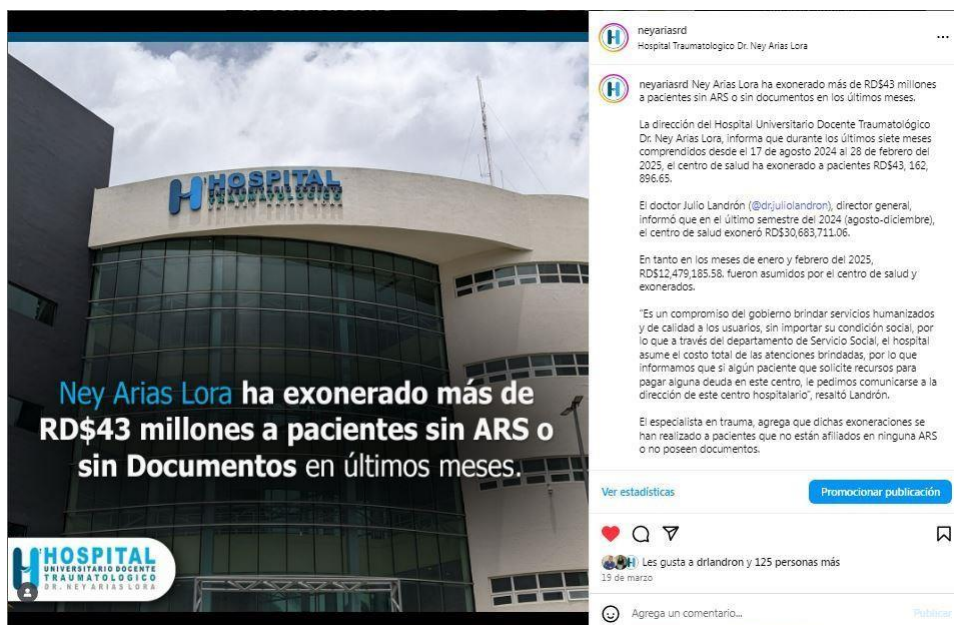 HOSPITAL
UNIVERSITARIO DOCENTE
TRAUMATOLOGICO
Ney Arias Lora ha exonerado más de
RD$43 millones a pacientes sin ARS o
sin Documentos en últimos meses.
HOSPITAL
UNIVERSITARIO DOCENTE
TRAUMATOLOGICO
DR. NEY ARIAS LORA
neyariasrd
Hospital Traumatologico Dr. Ney Arias Lora
neyariasrd Ney Arias Lora ha exonerado más de RD$43 millones
a pacientes sin ARS o sin documentos en los últimos meses.
La dirección del Hospital Universitario Docente Traumatológico
Dr. Ney Arias Lora, informa que durante los últimos siete meses
comprendidos desde el 17 de agosto 2024 al 28 de febrero del
2025, el centro de salud ha exonerado a pacientes RD$43, 162,
896.65.
El doctor Julio Landrón (@dr.juliolandron), director general,
informó que en el último semestre del 2024 (agosto-diciembre),
el centro de salud exoneró RD$30,683,711.06.
En tanto en los meses de enero y febrero del 2025,
RD$12,479,185.58. fueron asumidos por el centro de salud y
exonerados.
"Es un compromiso del gobierno brindar servicios humanizados
y de calidad a los usuarios, sin importar su condición social, por
lo que a través del departamento de Servicio Social, el hospital
asume el costo total de las atenciones brindadas, por lo que
informamos que si algún paciente que solicite recursos para
pagar alguna deuda en este centro, le pedimos comunicarse a la
dirección de este centro hospitalario", resaltó Landrón.
El especialista en trauma, agrega que dichas exoneraciones se
han realizado a pacientes que no están afiliados en ninguna ARS
o no poseen documentos.
Ver estadísticas
Promocionar publicación
Les gusta a drlandron y 125 personas más
19 de marzo
Agrega un comentario...
Publicar